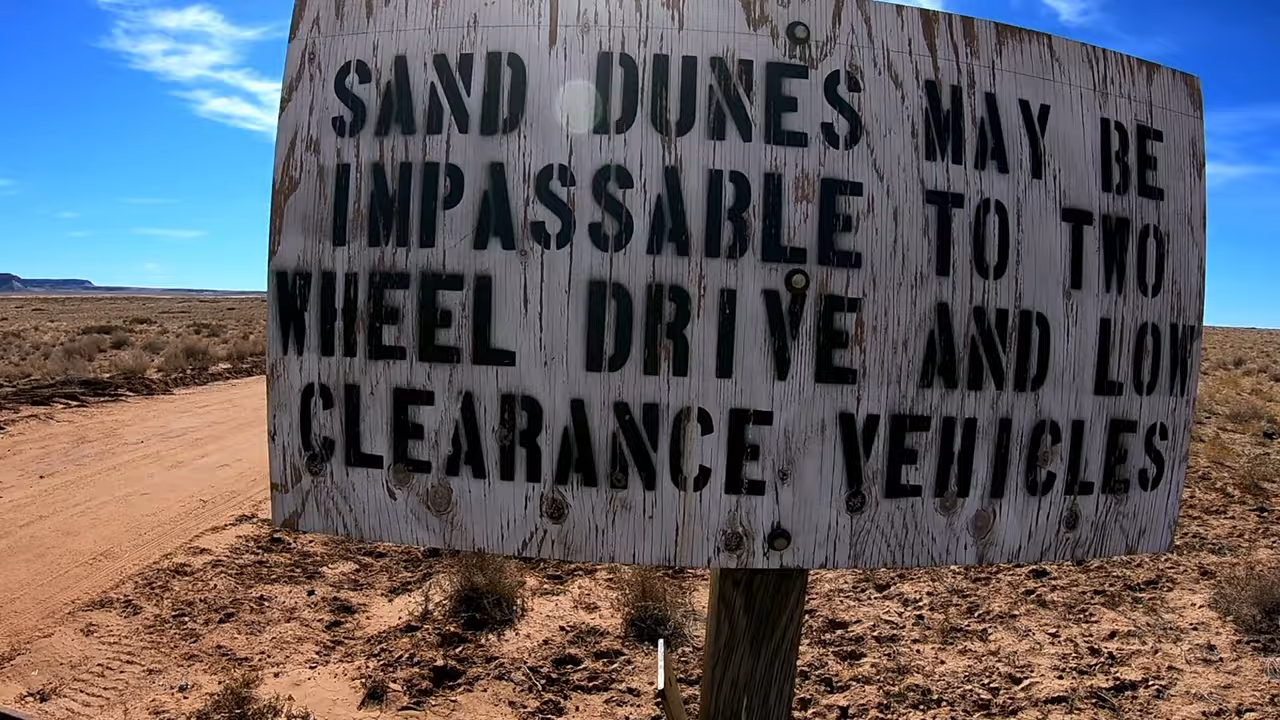 SAND DUNES MAY BE
IMPASSABLE TO TWO
WHEEL DRIVE AND LOW
CLEARANCE VEHICLES